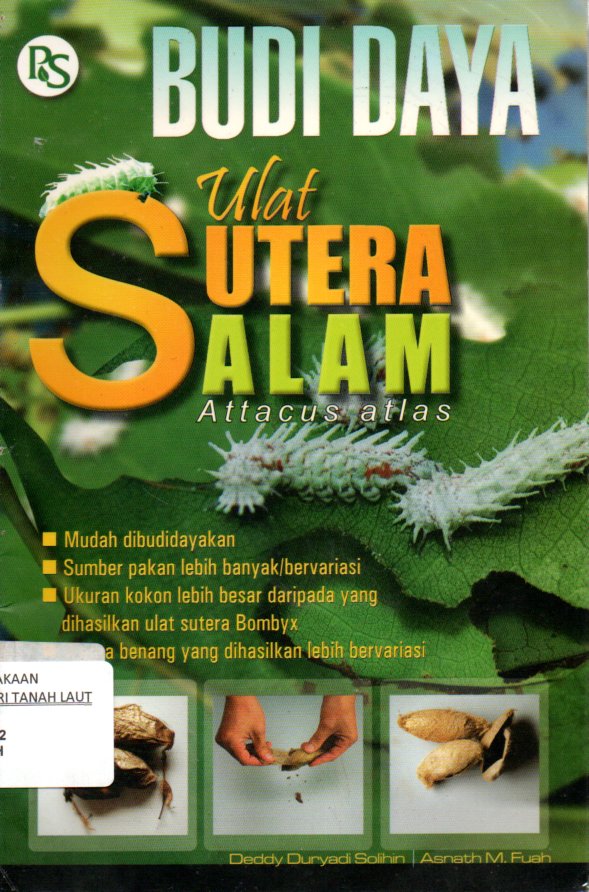 RS
BUDI DAYA
Ulat
SUTERA
ALAM
Attacus atlas
Mudah dibudidayakan
Sumber pakan lebih banyak/bervariasi
Ukuran kokon lebih besar daripada yang
dihasilkan ulat sutera Bombyx
benang yang dihasilkan lebih bervariasi
AKAAN
RI TANAH LAUT
2
Deddy Duryadi Solihin | Asnath M. Fuah